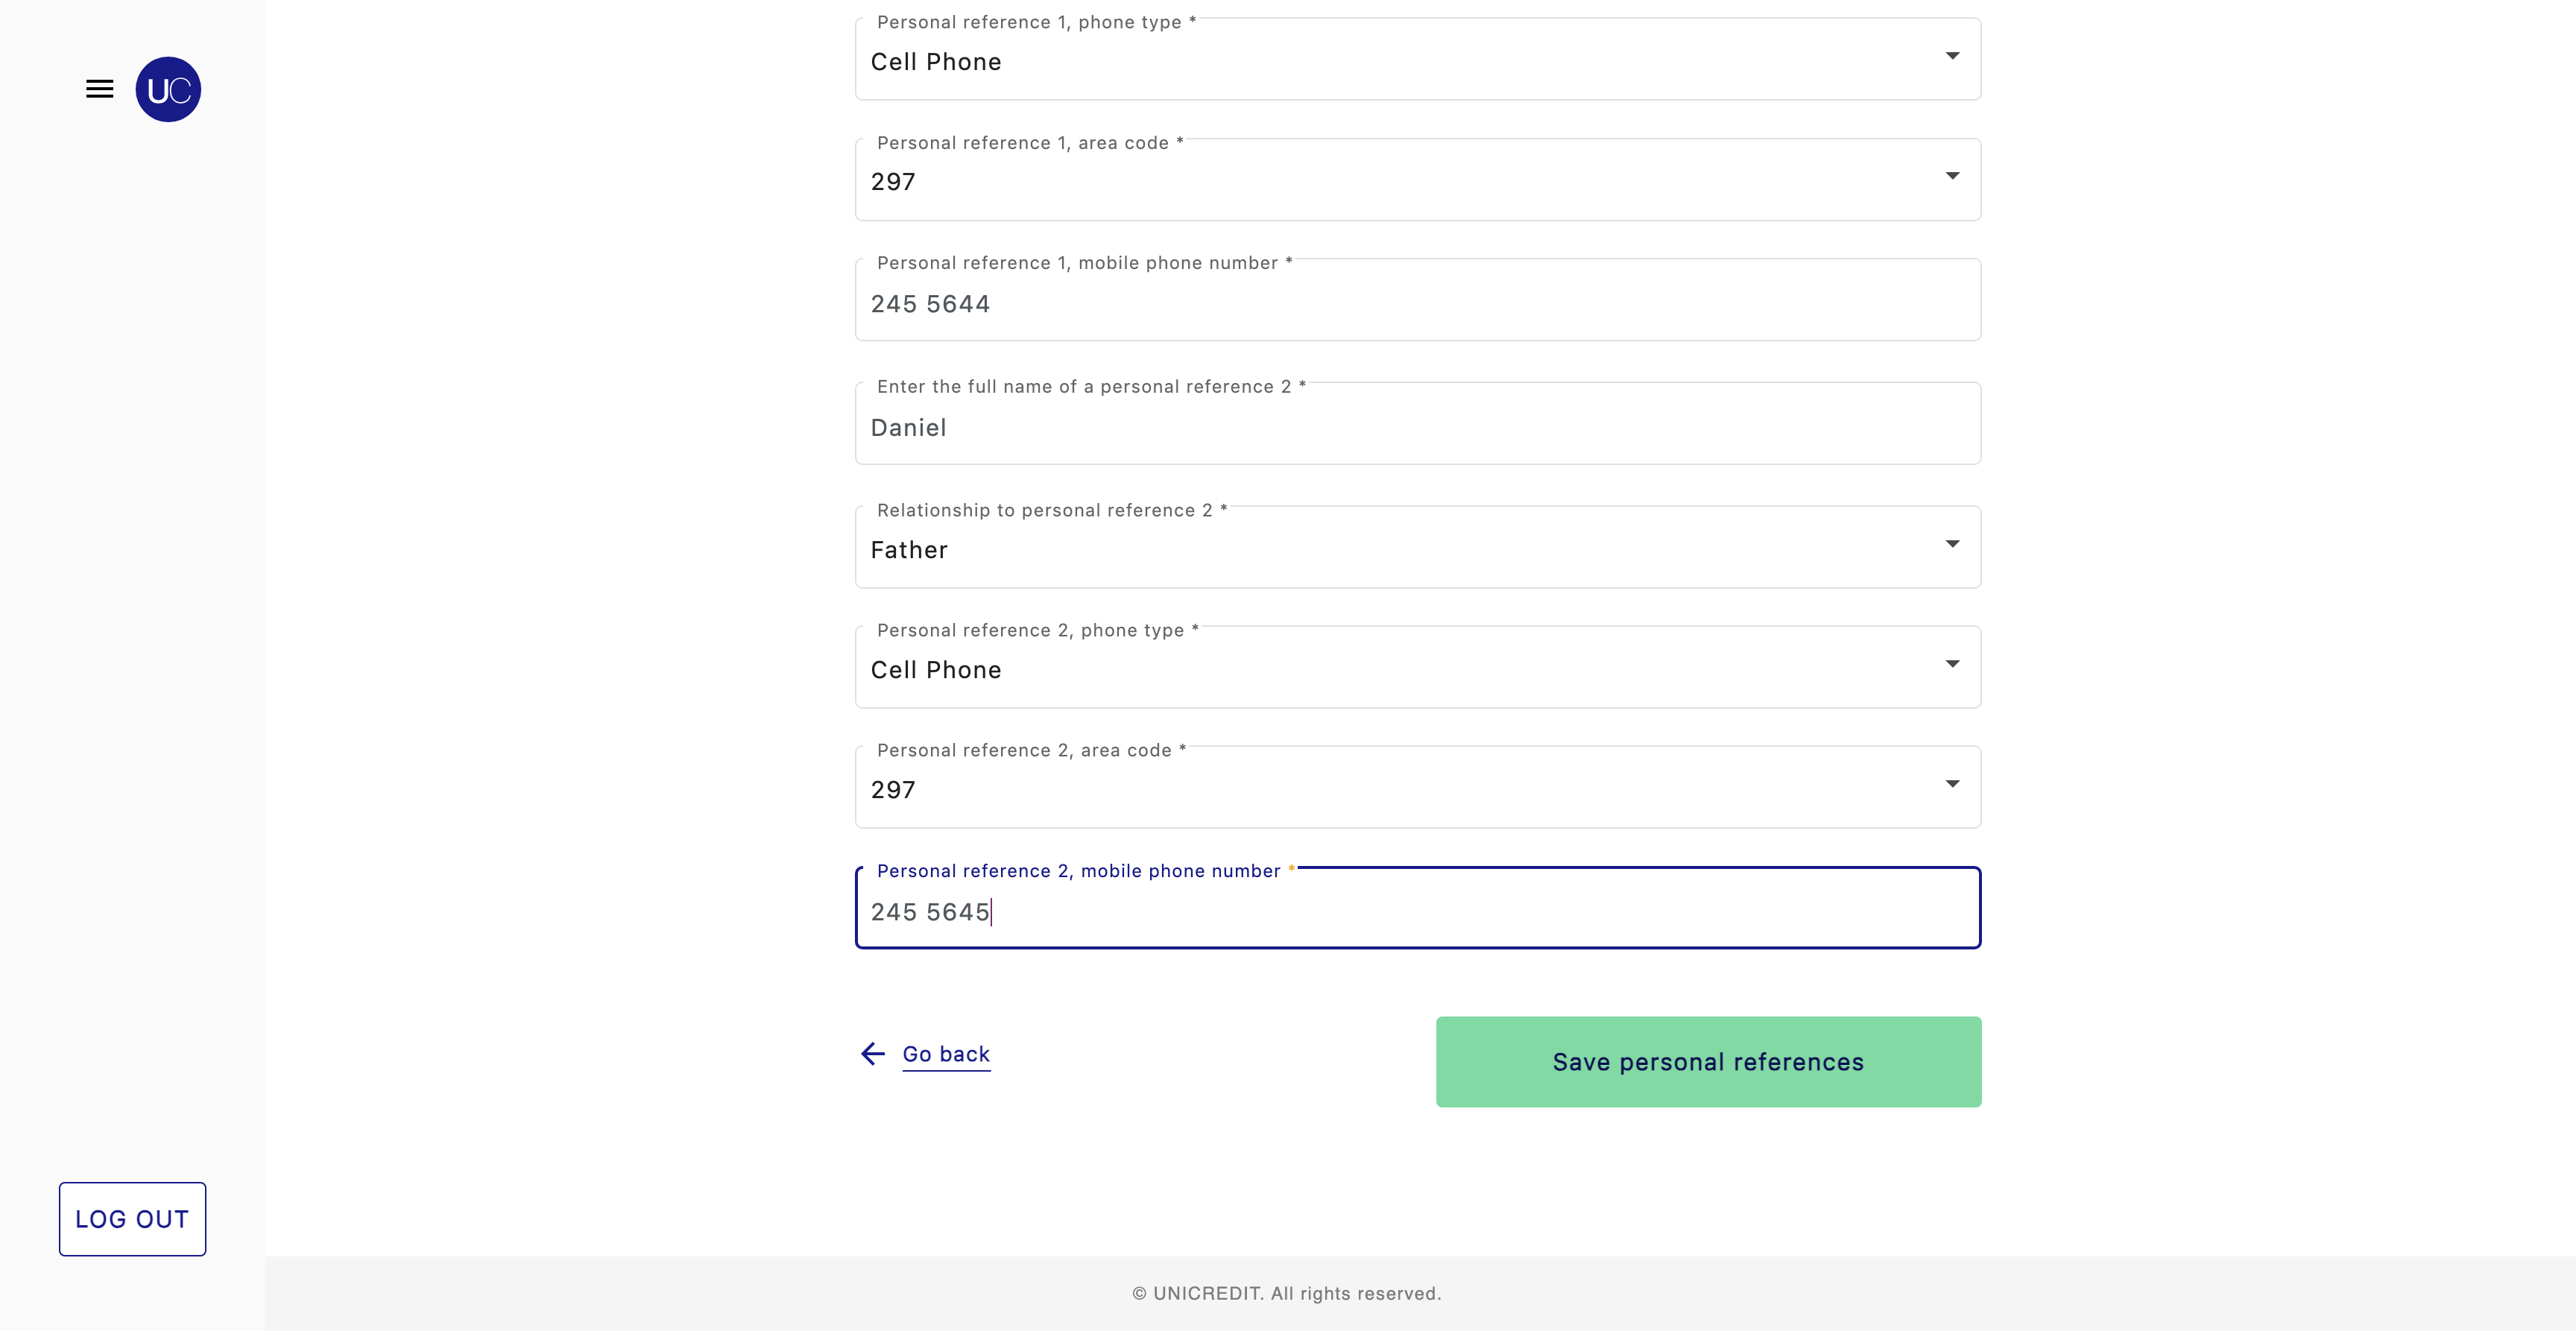 Personal reference 1, phone type *
Cell Phone
UC
Personal reference 1, area code *
297
Personal reference 1, mobile phone number *
245 5644
Enter the full name of a personal reference 2 *
Daniel
Relationship to personal reference 2 *
Father
Personal reference 2, phone type *
Cell Phone
Personal reference 2, area code *
297
Personal reference 2, mobile phone number *
245 5645
Go back
Save personal references
LOG OUT
© UNICREDIT. All rights reserved.